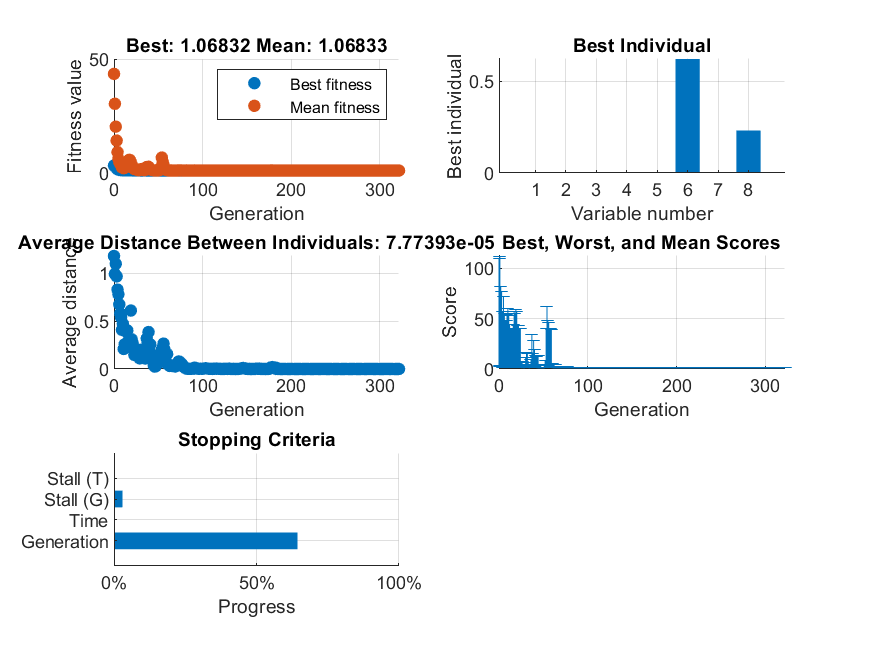 Best: 1.06832 Mean: 1.06833
Fitness value
50
0
Best fitness
Mean fitness
0 100 200 300
Generation
Best Individual
Best individual
0.5
0
1 2 3 4 5 6 7 8
Variable number
Average Distance Between Individuals: 7.77393e-05
Average distance
1
0.5
0
0 100 200 300
Generation
Best, Worst, and Mean Scores
Score
100
50
0
0 100 200 300
Generation
Stopping Criteria
Stall (T)
Stall (G)
Time
Generation
0% 50% 100%
Progress